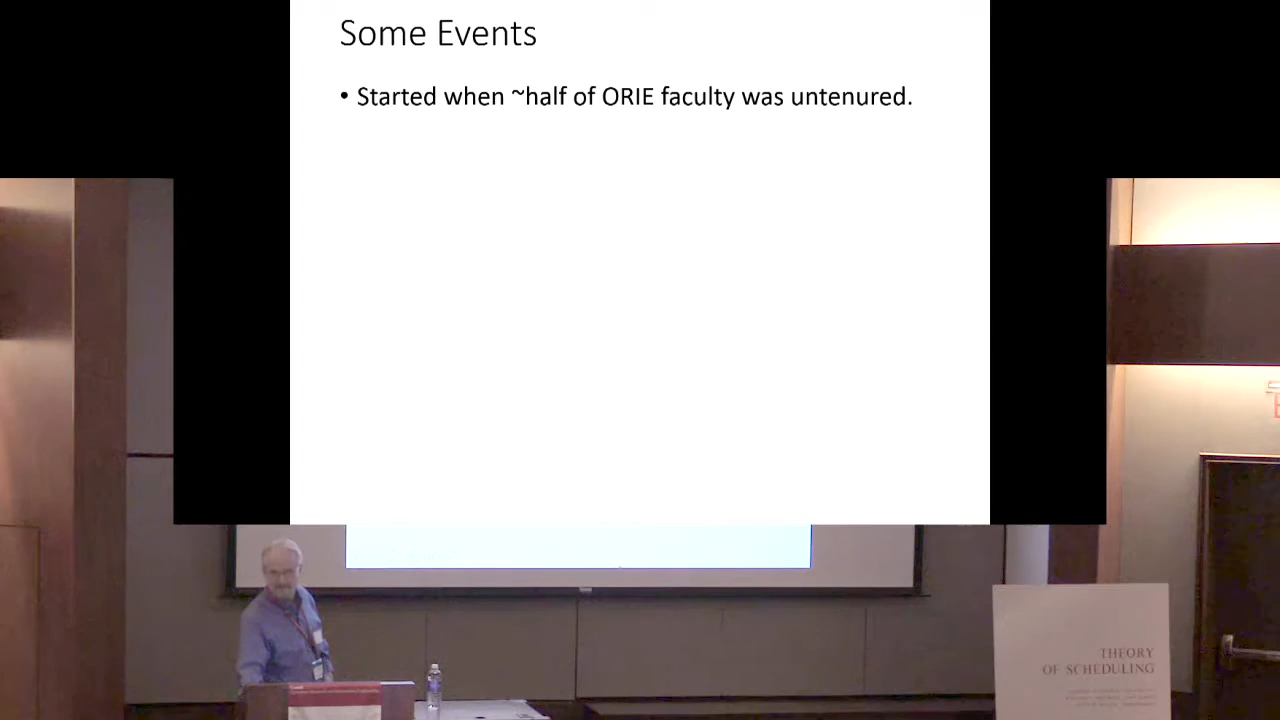 Some Events
• Started when ~half of ORIE faculty was untenured.
THEORY
OF SCHEDULING